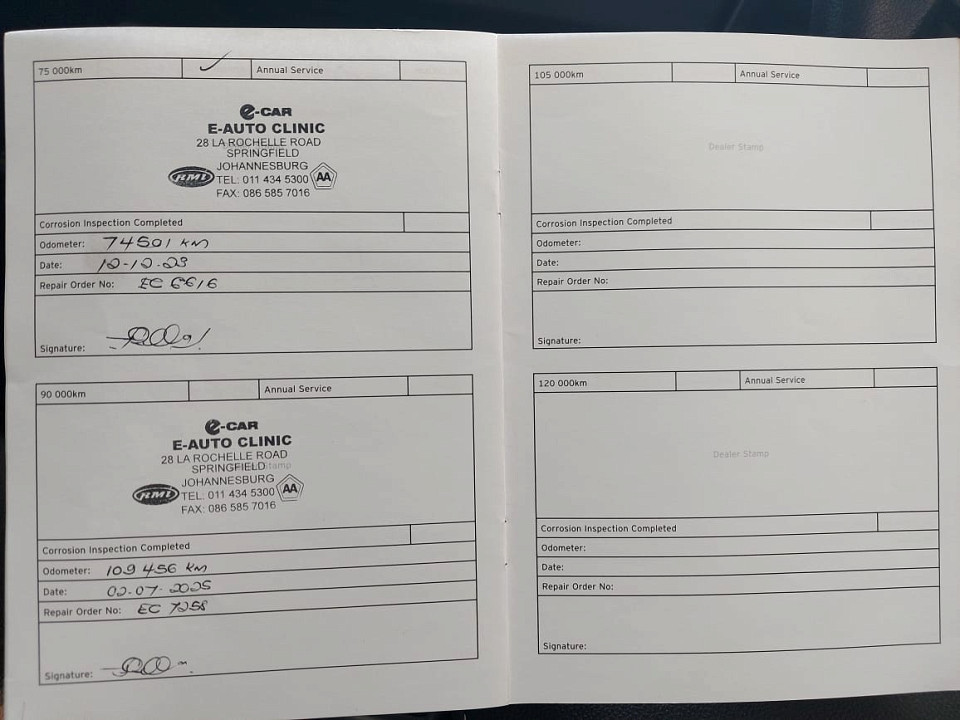 75 000km ✓ Annual Service
e-CAR
E-AUTO CLINIC
28 LA ROCHELLE ROAD
SPRINGFIELD
JOHANNESBURG
RMI TEL: 011 434 5300 AA
FAX: 086 585 7016
Corrosion Inspection Completed
Odometer: 74501 KM
Date: 12-12-23
Repair Order No: EC 6616
Signature:
90 000km Annual Service
e-CAR
E-AUTO CLINIC
28 LA ROCHELLE ROAD
SPRINGFIELD
JOHANNESBURG
RMI TEL: 011 434 5300 AA
FAX: 086 585 7016
Corrosion Inspection Completed
Odometer: 109 456 KM
Date: 02-07-2025
Repair Order No: EC 7258
Signature:
105 000km Annual Service
Dealer Stamp
Corrosion Inspection Completed
Odometer:
Date:
Repair Order No:
Signature:
120 000km Annual Service
Dealer Stamp
Corrosion Inspection Completed
Odometer:
Date:
Repair Order No:
Signature: